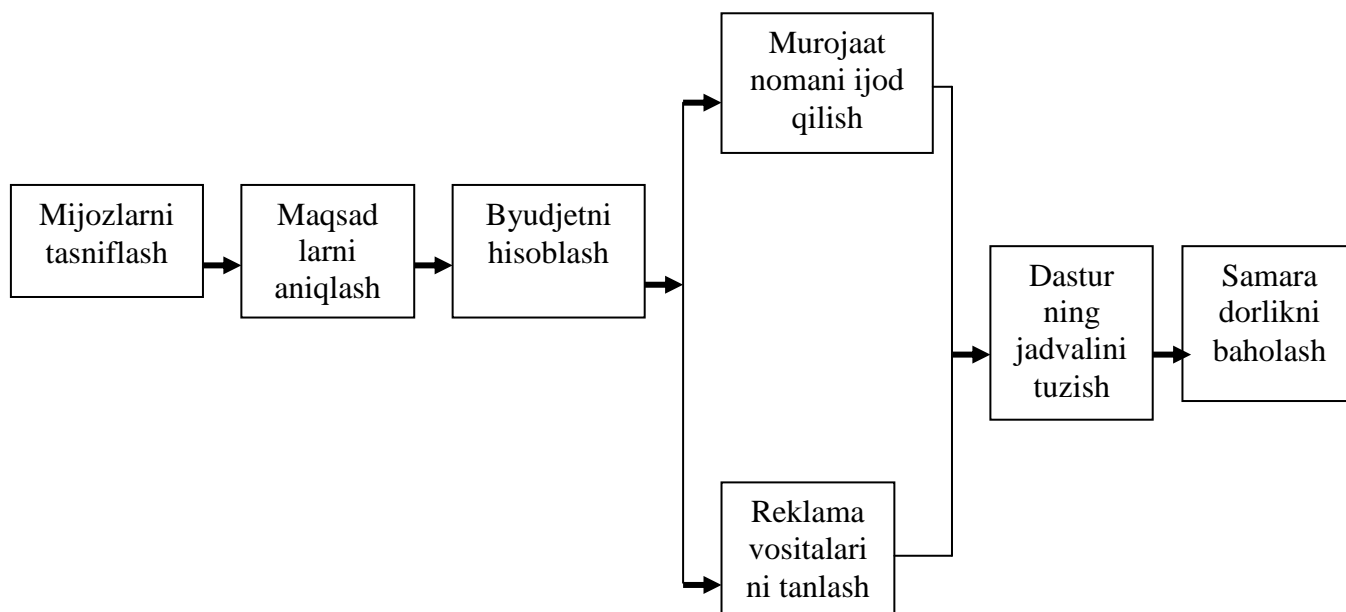 Mijozlarni
tasniflash
Maqsad
larni
aniqlash
Byudjetni
hisoblash
Murojaat
nomani ijod
qilish
Reklama
vositalari
ni tanlash
Dastur
ning
jadvalini
tuzish
Samara
dorlikni
baholash